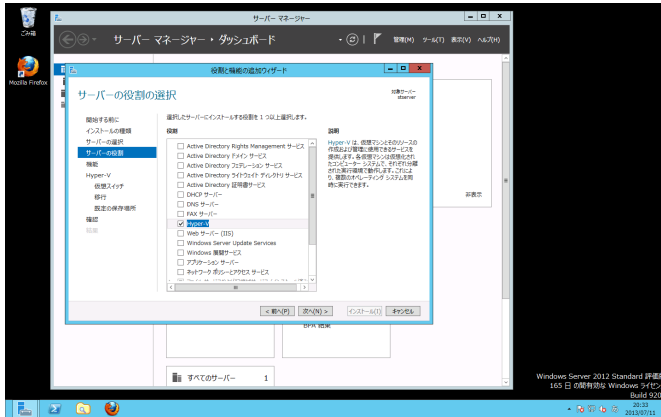 ごみ箱
Mozilla Firefox
サーバー マネージャー
サーバー マネージャー ・ ダッシュボード
管理(M) ツール(T) 表示(V) ヘルプ(H)
役割と機能の追加ウィザード
サーバーの役割の選択
対象サーバー
stserver
開始する前に
インストールの種類
サーバーの選択
サーバーの役割
機能
Hyper-V
仮想スイッチ
移行
既定の保存場所
確認
結果
選択したサーバーにインストールする役割を 1 つ以上選択します。
役割
Active Directory Rights Management サービス
Active Directory ドメイン サービス
Active Directory フェデレーション サービス
Active Directory ライトウェイト ディレクトリ サービス
Active Directory 証明書サービス
DHCP サーバー
DNS サーバー
FAX サーバー
Hyper-V
Web サーバー (IIS)
Windows Server Update Services
Windows 展開サービス
アプリケーション サーバー
ネットワーク ポリシーとアクセス サービス
説明
Hyper-V は、仮想マシンとそのリソースの
作成および管理に使用できるサービスを
提供します。各仮想マシンは仮想化され
たコンピューター システムで、それぞれ分離
された実行環境で動作します。これによ
り、複数のオペレーティング システムを同
時に実行できます。
非表示
< 前へ(P) 次へ(N) > インストール(I) キャンセル
BPA 結果
すべてのサーバー 1
Windows Server 2012 Standard 評価
165 日 の間有効な Windows ライセン
Build 920
20:33
2013/07/11